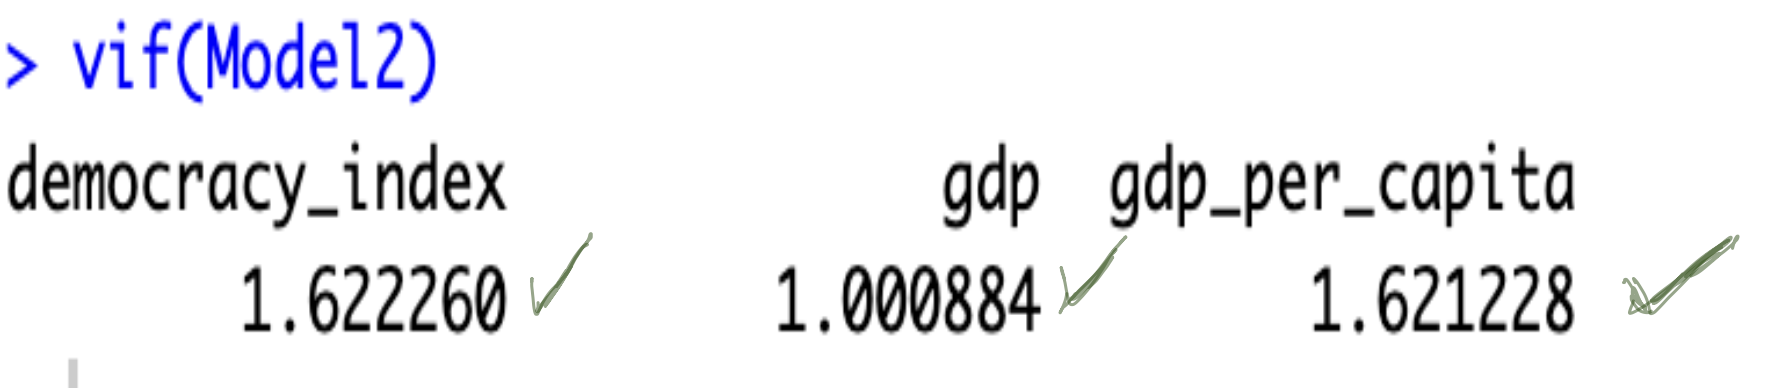 > vif(Model2)
democracy_index gdp gdp_per_capita
1.622260 1.000884 1.621228